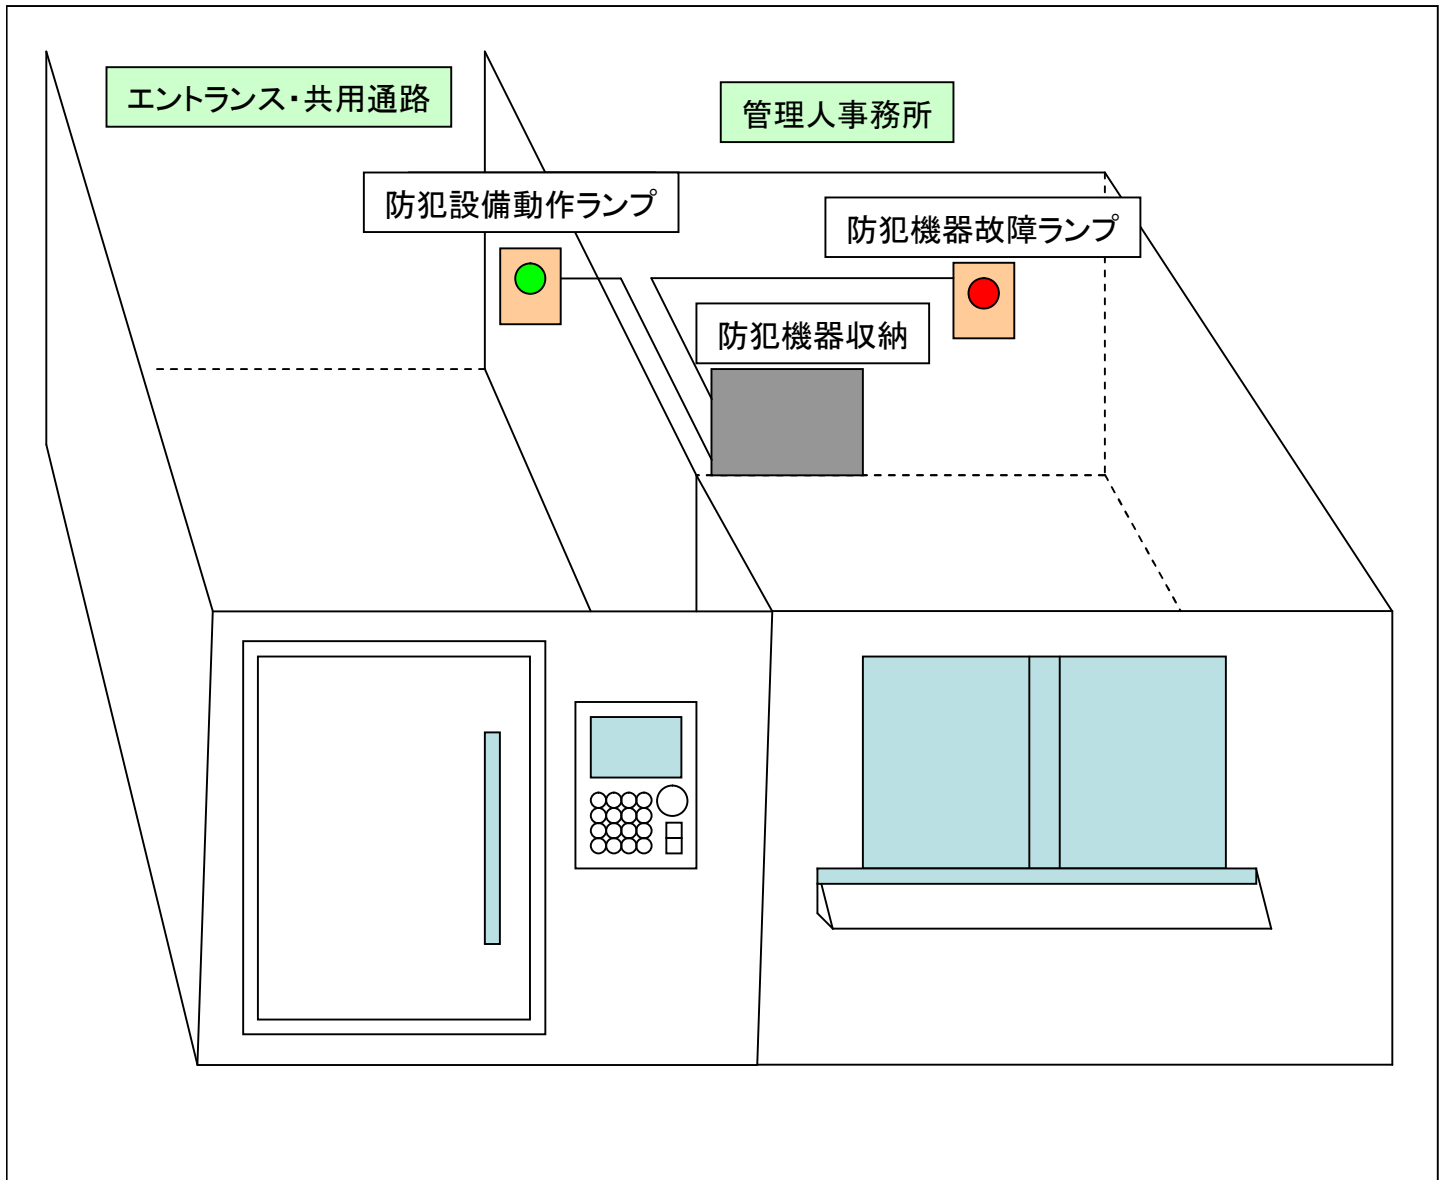 エントランス・共用通路
管理人事務所
防犯設備動作ランプ
防犯機器故障ランプ
防犯機器収納